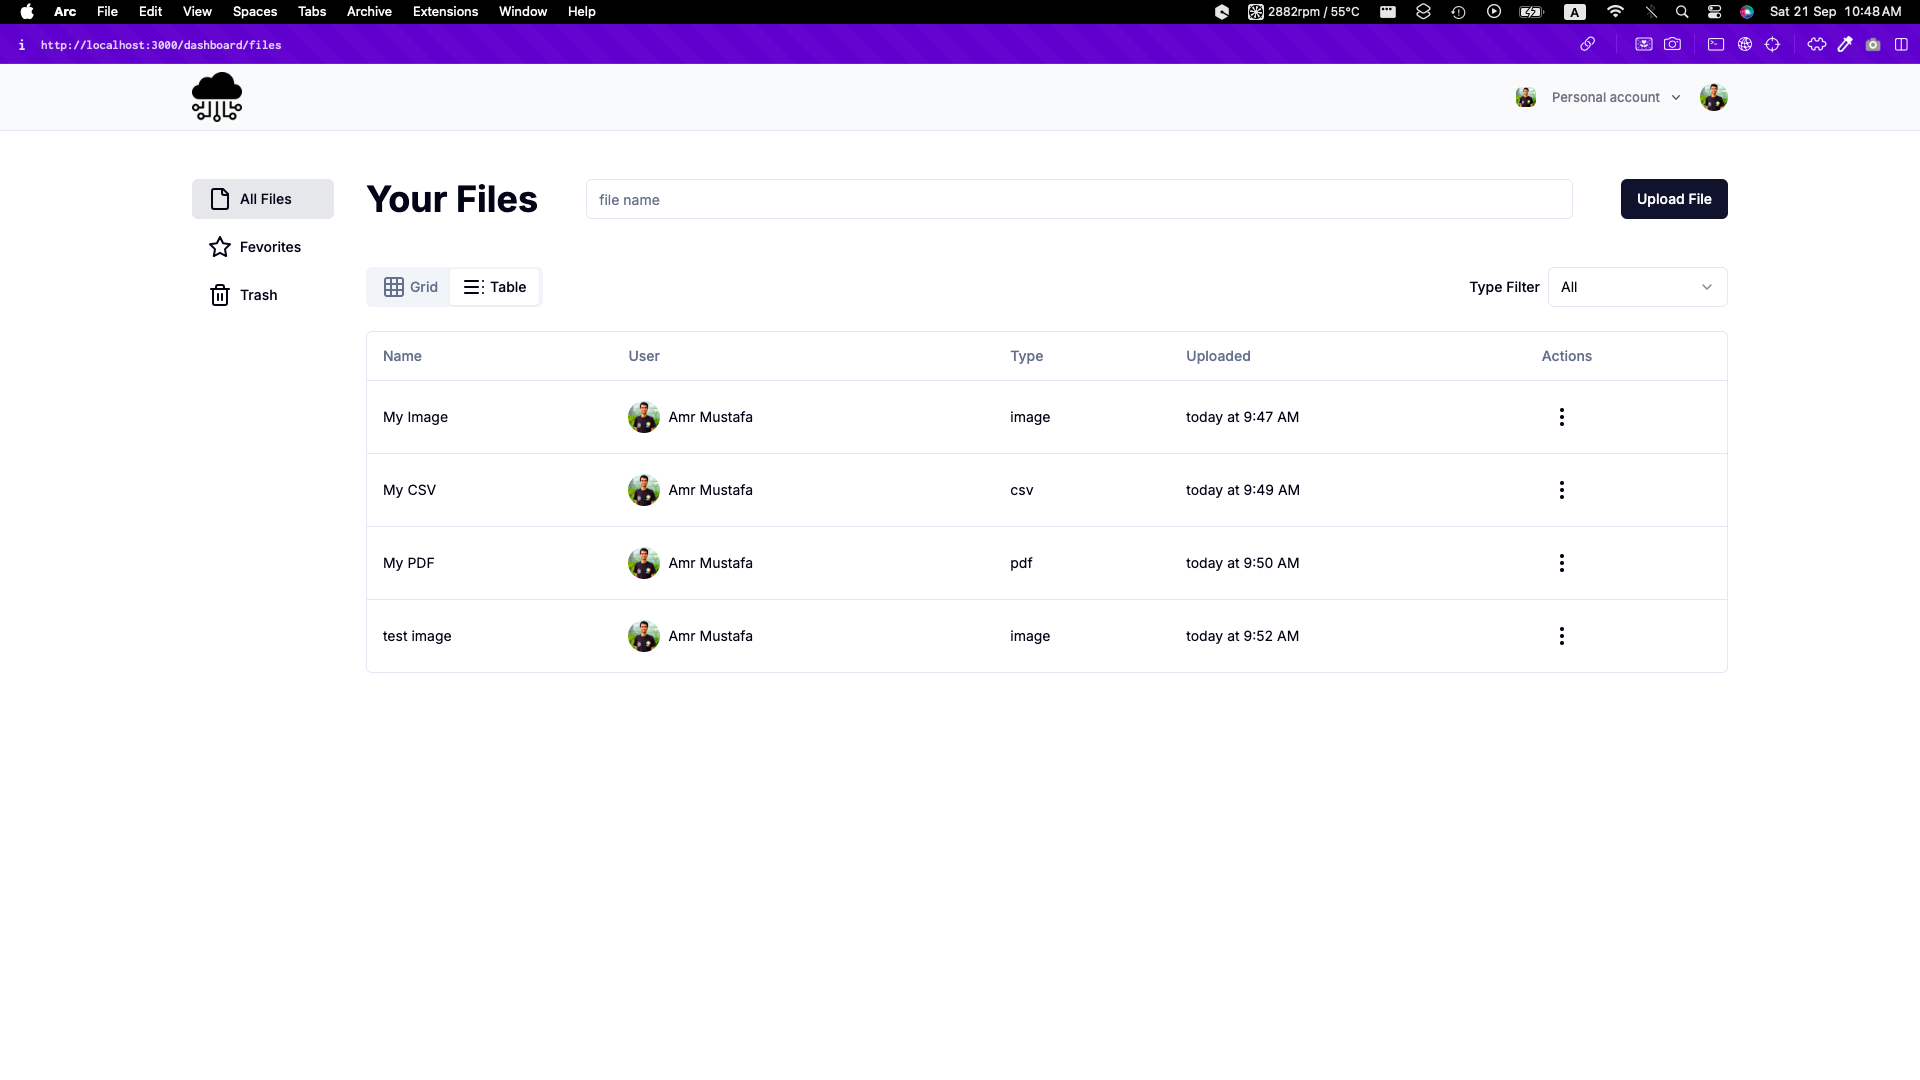 Arc File Edit View Spaces Tabs Archive Extensions Window Help 2882rpm / 55°C A Sat 21 Sep 10:48 AM
i http://localhost:3000/dashboard/files
Personal account
All Files
Fevorites
Trash
Your Files
file name
Upload File
Grid
Table
Type Filter
All
Name User Type Uploaded Actions
My Image Amr Mustafa image today at 9:47 AM
My CSV Amr Mustafa csv today at 9:49 AM
My PDF Amr Mustafa pdf today at 9:50 AM
test image Amr Mustafa image today at 9:52 AM